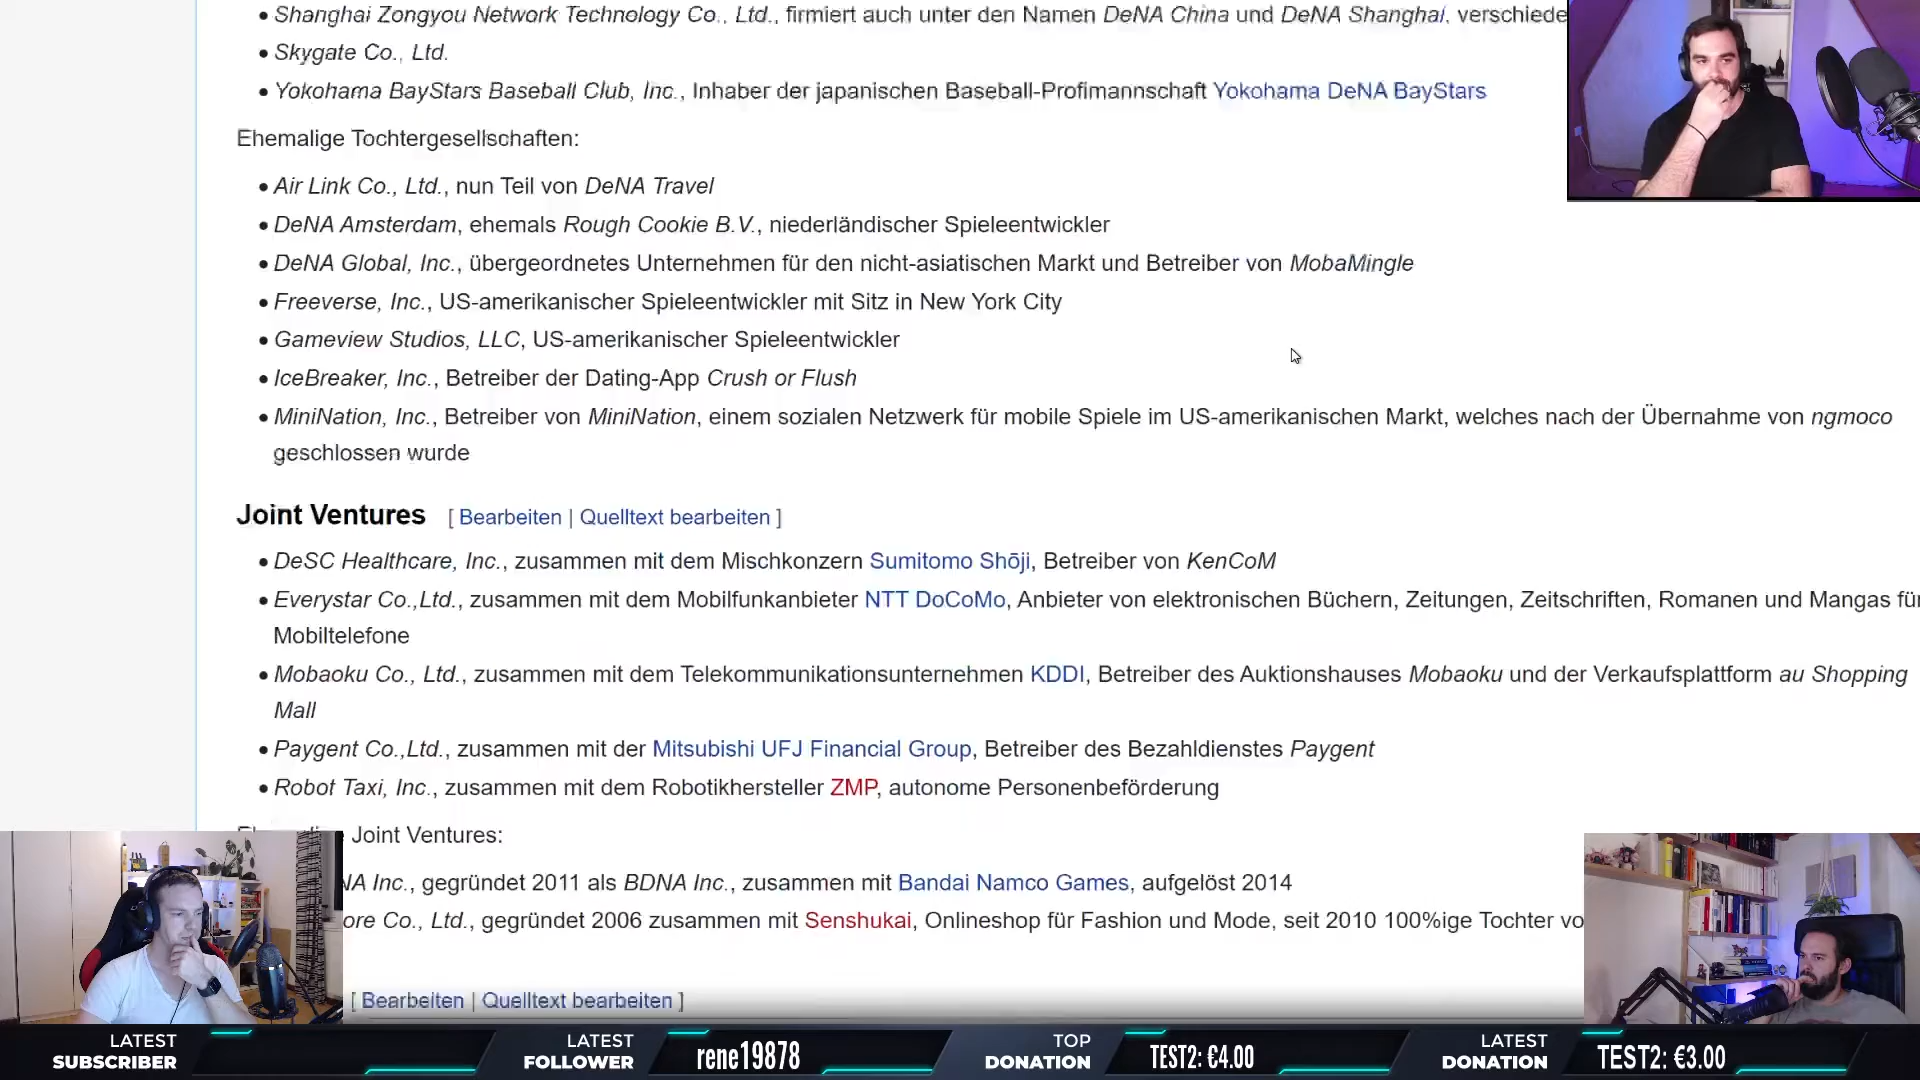 • Shanghai Zongyou Network Technology Co., Ltd., firmiert auch unter den Namen DeNA China und DeNA Shanghai, verschiede
• Skygate Co., Ltd.
• Yokohama BayStars Baseball Club, Inc., Inhaber der japanischen Baseball-Profimannschaft Yokohama DeNA BayStars
Ehemalige Tochtergesellschaften:
• Air Link Co., Ltd., nun Teil von DeNA Travel
• DeNA Amsterdam, ehemals Rough Cookie B.V., niederländischer Spieleentwickler
• DeNA Global, Inc., übergeordnetes Unternehmen für den nicht-asiatischen Markt und Betreiber von MobaMingle
• Freeverse, Inc., US-amerikanischer Spieleentwickler mit Sitz in New York City
• Gameview Studios, LLC, US-amerikanischer Spieleentwickler
• IceBreaker, Inc., Betreiber der Dating-App Crush or Flush
• MiniNation, Inc., Betreiber von MiniNation, einem sozialen Netzwerk für mobile Spiele im US-amerikanischen Markt, welches nach der Übernahme von ngmoco
geschlossen wurde
Joint Ventures [ Bearbeiten | Quelltext bearbeiten ]
• DeSC Healthcare, Inc., zusammen mit dem Mischkonzern Sumitomo Shōji, Betreiber von KenCoM
• Everystar Co.,Ltd., zusammen mit dem Mobilfunkanbieter NTT DoCoMo, Anbieter von elektronischen Büchern, Zeitungen, Zeitschriften, Romanen und Mangas für
Mobiltelefone
• Mobaoku Co., Ltd., zusammen mit dem Telekommunikationsunternehmen KDDI, Betreiber des Auktionshauses Mobaoku und der Verkaufsplattform au Shopping
Mall
• Paygent Co.,Ltd., zusammen mit der Mitsubishi UFJ Financial Group, Betreiber des Bezahldienstes Paygent
• Robot Taxi, Inc., zusammen mit dem Robotikhersteller ZMP, autonome Personenbeförderung
Joint Ventures:
NA Inc., gegründet 2011 als BDNA Inc., zusammen mit Bandai Namco Games, aufgelöst 2014
ore Co., Ltd., gegründet 2006 zusammen mit Senshukai, Onlineshop für Fashion und Mode, seit 2010 100%ige Tochter vo
[ Bearbeiten | Quelltext bearbeiten ]
LATEST
SUBSCRIBER
LATEST
FOLLOWER
rene19878
TOP
DONATION
TEST2: €4.00
LATEST
DONATION
TEST2: €3.00